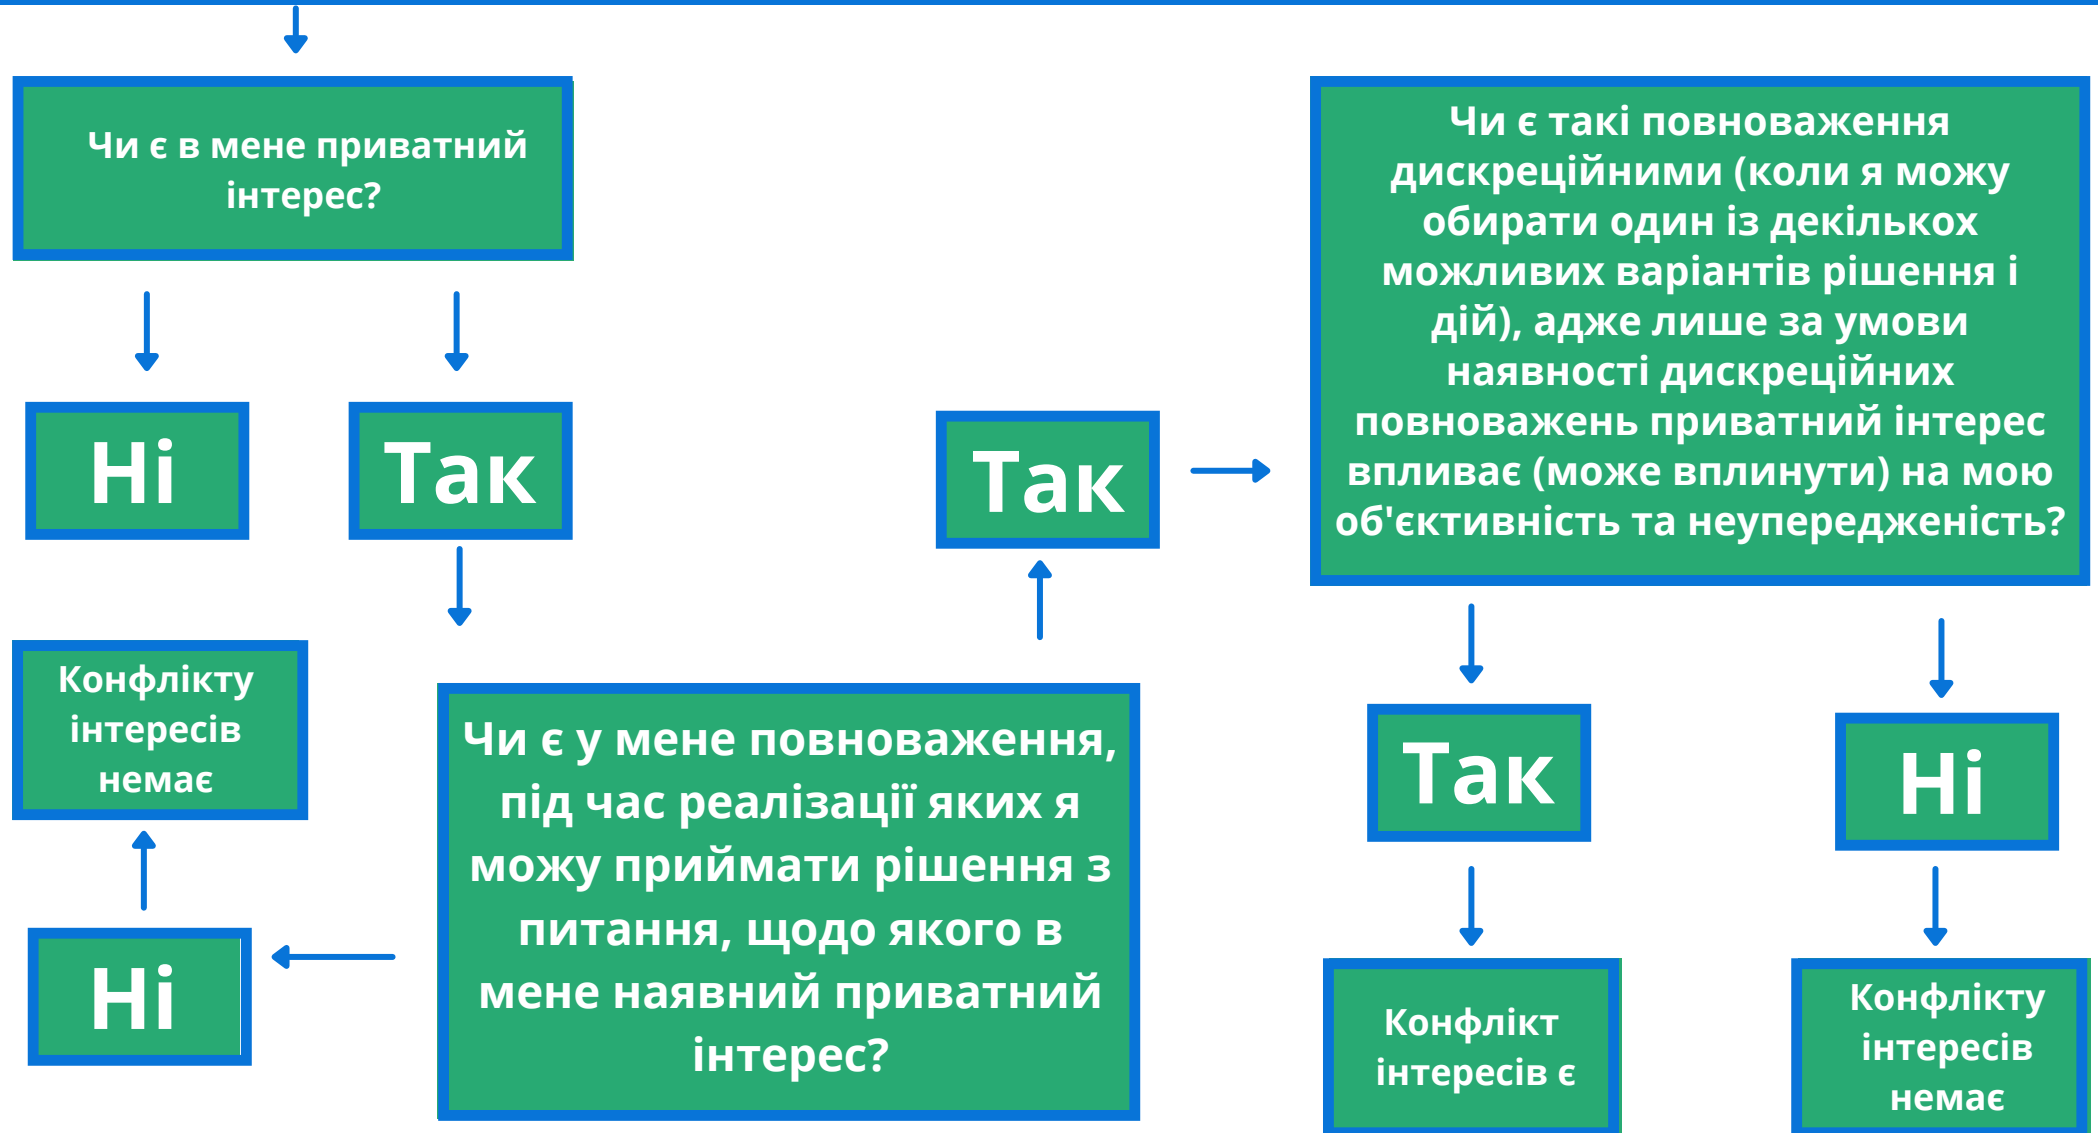 Чи є в мене приватний
інтерес?
Ні
Так
Конфлікту
інтересів
немає
Ні
Чи є у мене повноваження,
під час реалізації яких я
можу приймати рішення з
питання, щодо якого в
мене наявний приватний
інтерес?
Так
Чи є такі повноваження
дискреційними (коли я можу
обирати один із декількох
можливих варіантів рішення і
дій), адже лише за умови
наявності дискреційних
повноважень приватний інтерес
впливає (може вплинути) на мою
об'єктивність та неупередженість?
Так
Ні
Конфлікт
інтересів є
Конфлікту
інтересів
немає